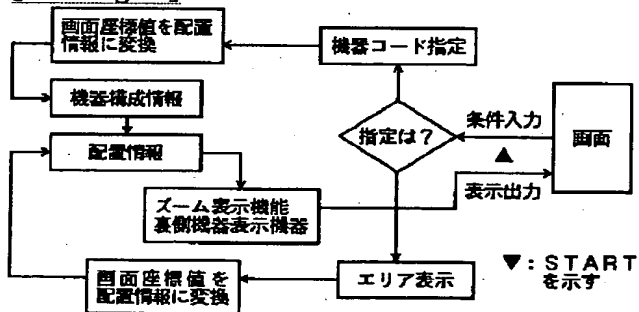 画面座標値を配置
情報に変換
機器コード指定
機器構成情報
指定は?
条件入力
画面
▲
配置情報
表示出力
ズーム表示機能
裏側機器表示機器
▼:START
を示す
画面座標値を
配置情報に変換
エリア表示